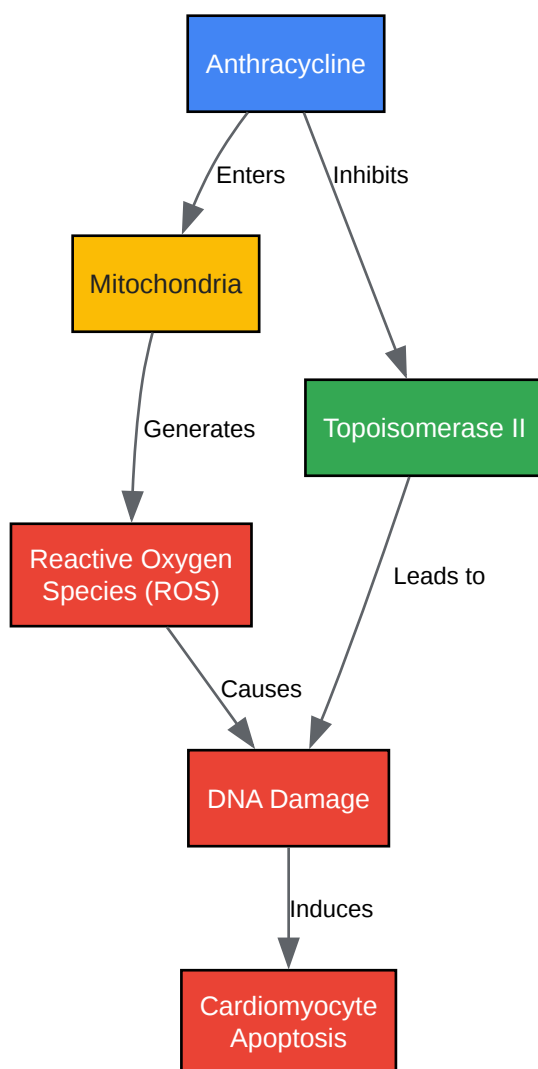 Anthracycline
Enters
Inhibits
Mitochondria
Topoisomerase II
Generates
Reactive Oxygen
Species (ROS)
Leads to
Causes
DNA Damage
Induces
Cardiomyocyte
Apoptosis